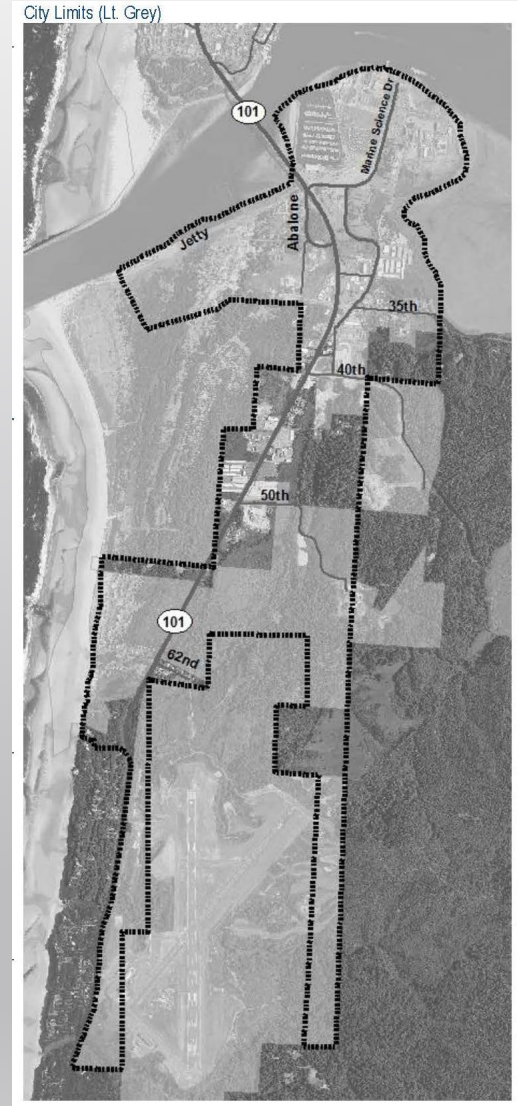 City Limits (Lt. Grey)
101
Marine Science Dr
Abalone
Jetty
35th
40th
50th
101
62nd